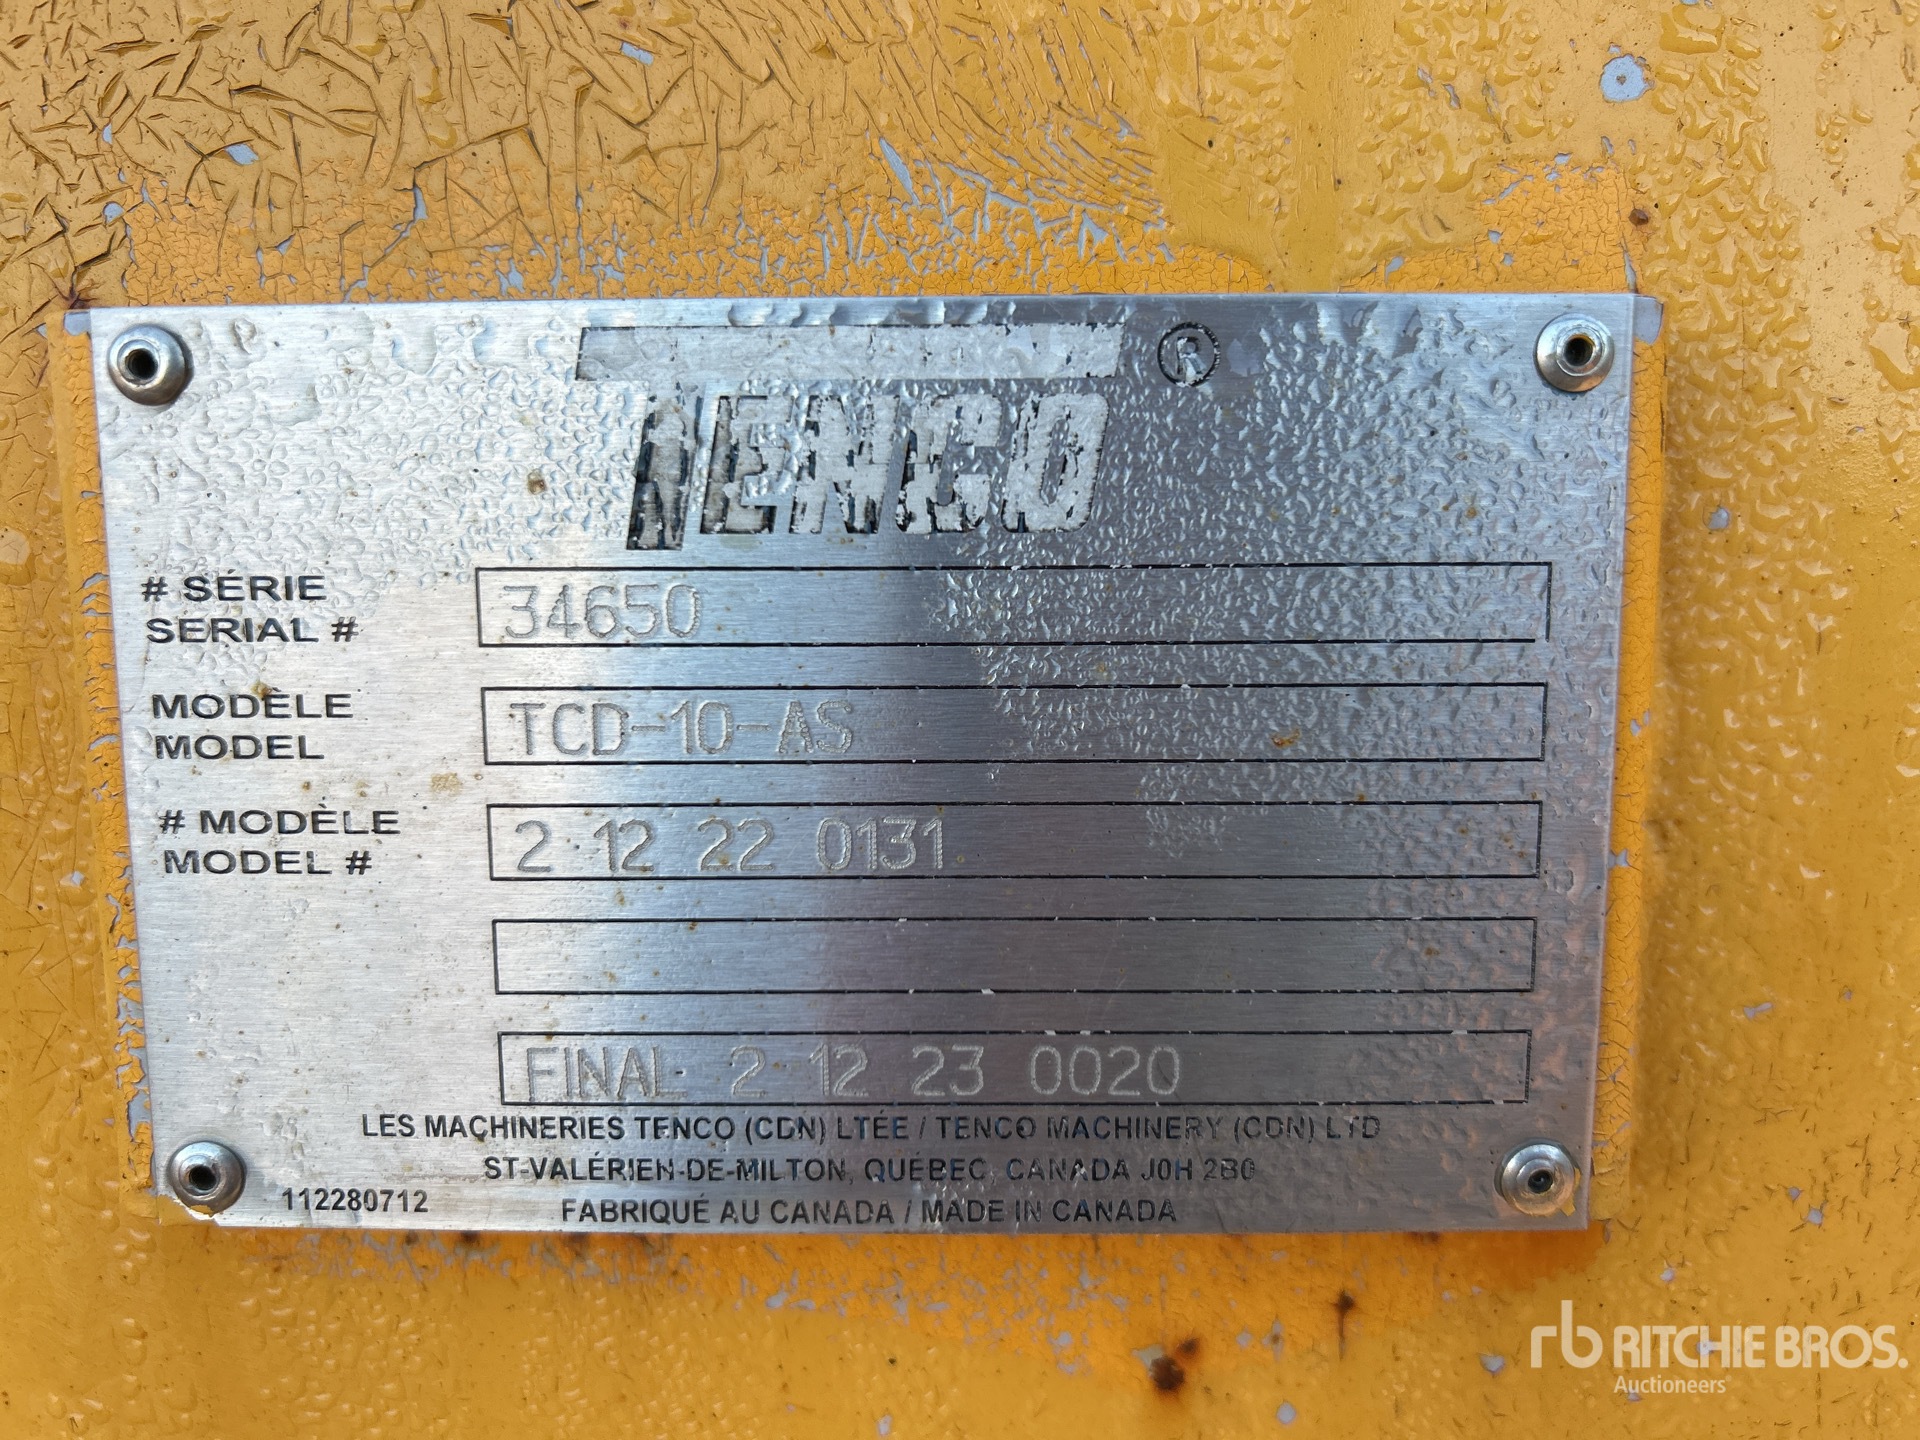 TENCO ®
# SÉRIE
SERIAL #
34650
MODÈLE
MODEL
TCD-10-AS
# MODÈLE
MODEL #
2 12 22 0131
FINAL 2 12 23 0020
LES MACHINERIES TENCO (CDN) LTÉE / TENCO MACHINERY (CDN) LTD
ST-VALÉRIEN-DE-MILTON, QUÉBEC, CANADA J0H 2B0
112280712
FABRIQUÉ AU CANADA / MADE IN CANADA
rb RITCHIE BROS.
Auctioneers